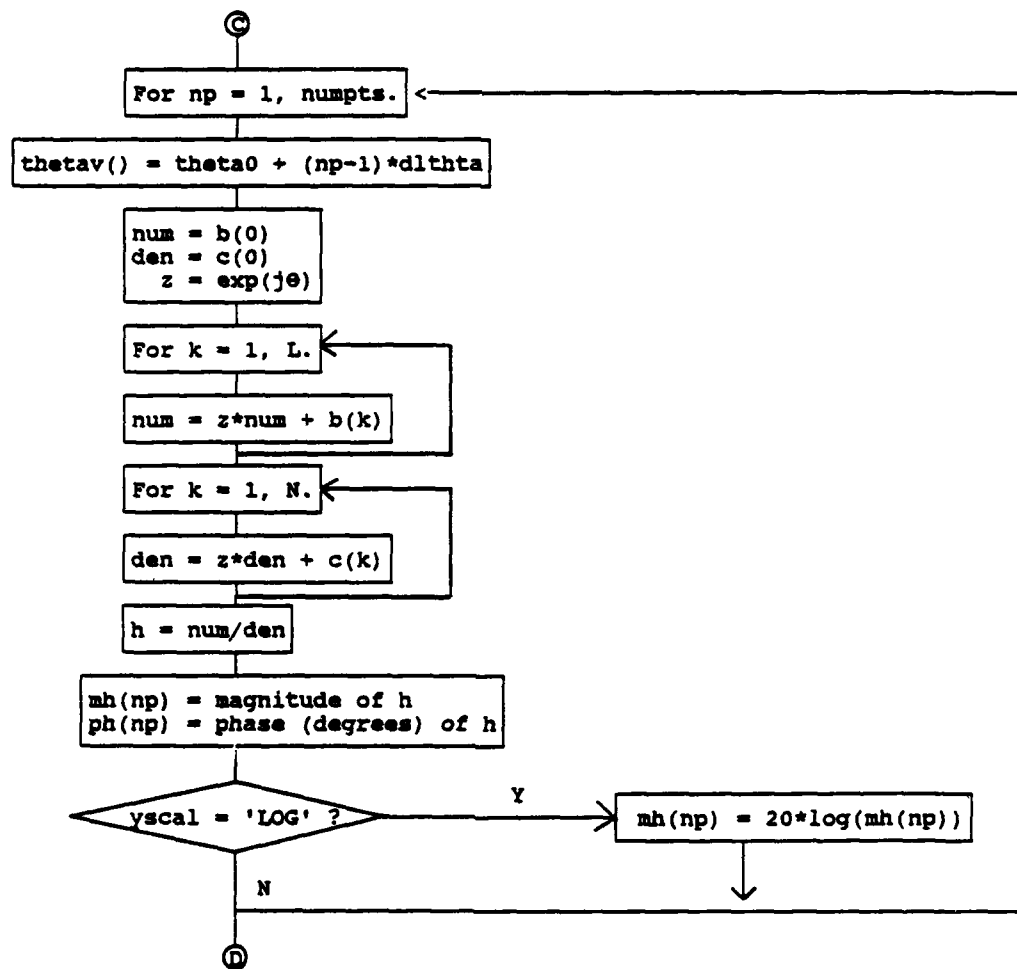 C
For np = 1, numpts.
thetav() = theta0 + (np-1)*dlthta
num = b(0)
den = c(0)
z = exp(jθ)
For k = 1, L.
num = z*num + b(k)
For k = 1, N.
den = z*den + c(k)
h = num/den
mh(np) = magnitude of h
ph(np) = phase (degrees) of h
yscal = 'LOG' ?
Y
mh(np) = 20*log(mh(np))
N
D